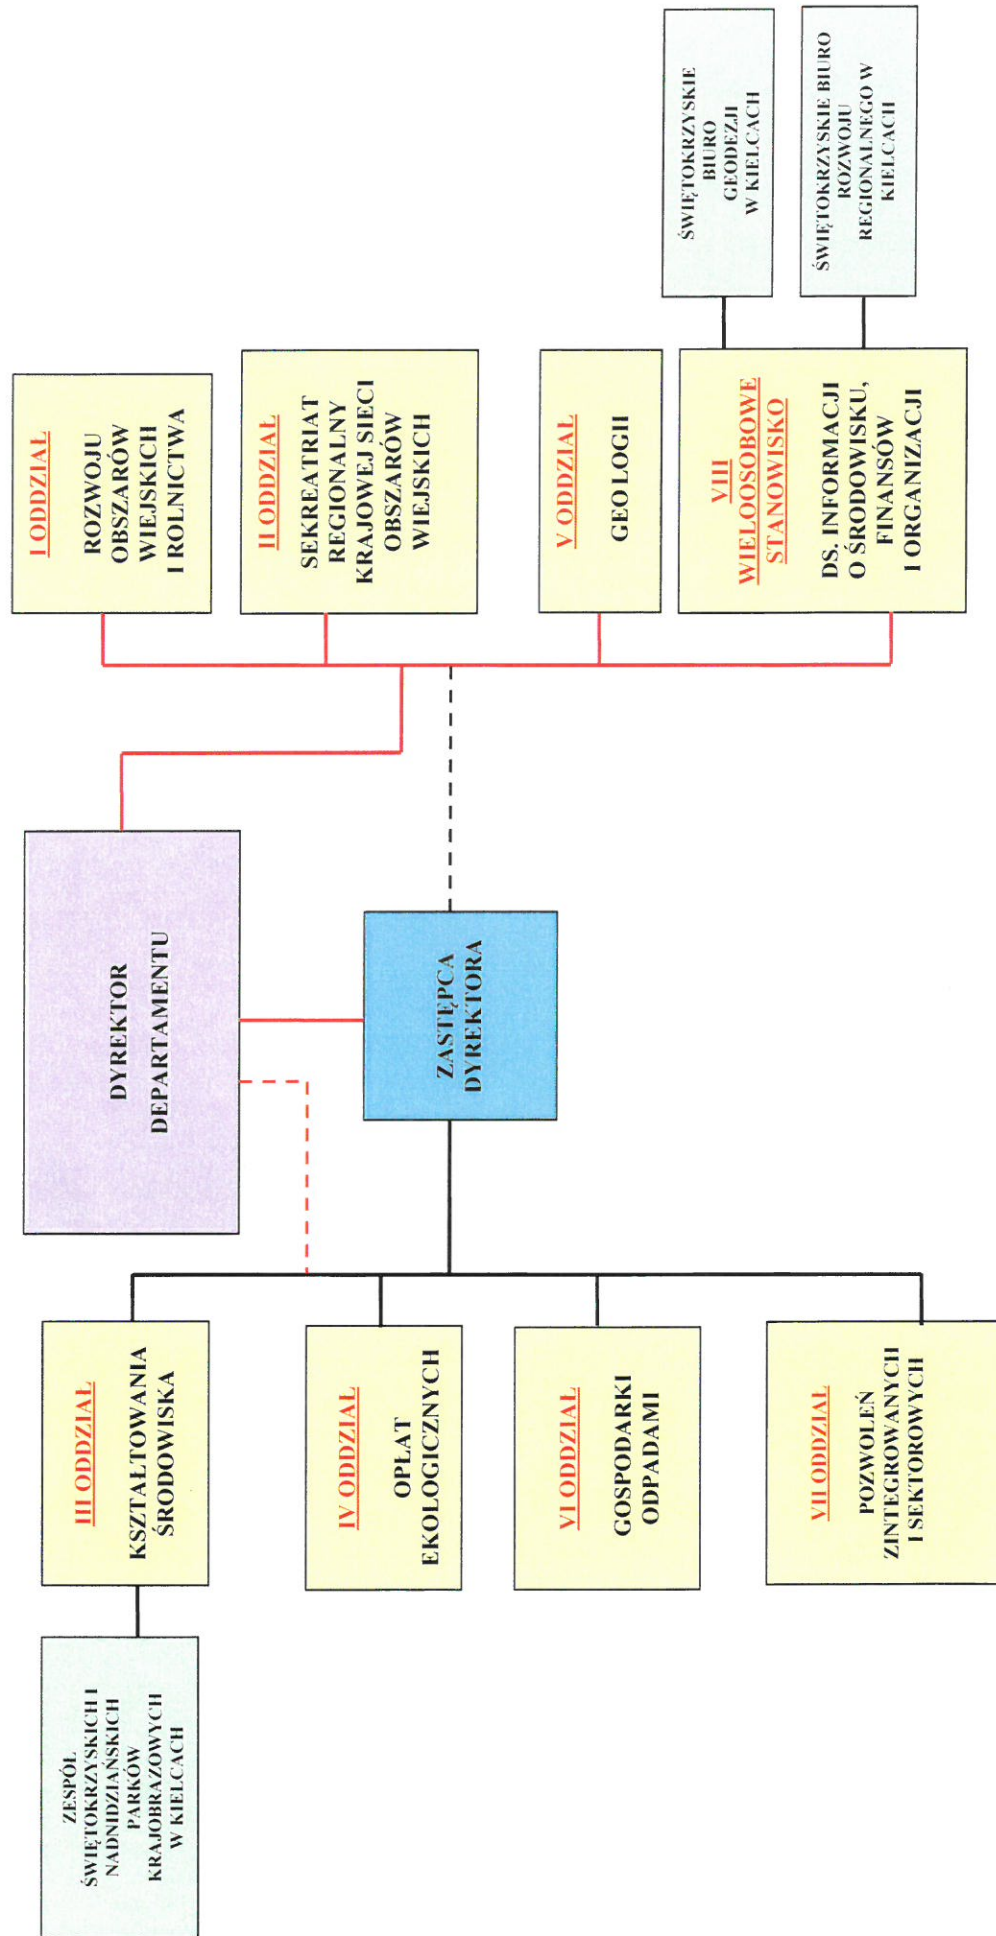 DYREKTOR
DEPARTAMENTU
ZASTĘPCA
DYREKTORA
ZESPÓŁ
ŚWIĘTOKRZYSKICH I
NADNIDZIAŃSKICH
PARKÓW
KRAJOBRAZOWYCH
W KIELCACH
III ODDZIAŁ
KSZTAŁTOWANIA
ŚRODOWISKA
IV ODDZIAŁ
OPŁAT
EKOLOGICZNYCH
VI ODDZIAŁ
GOSPODARKI
ODPADAMI
VII ODDZIAŁ
POZWOLEŃ
ZINTEGROWANYCH
I SEKTOROWYCH
I ODDZIAŁ
ROZWOJU
OBSZARÓW
WIEJSKICH
I ROLNICTWA
II ODDZIAŁ
SEKREATRIAT
REGIONALNY
KRAJOWEJ SIECI
OBSZARÓW
WIEJSKICH
V ODDZIAŁ
GEOLOGII
VIII
WIELOOSOBOWE
STANOWISKO
DS. INFORMACJI
O ŚRODOWISKU,
FINANSÓW
I ORGANIZACJI
ŚWIĘTOKRZYSKIE
BIURO
GEODEZJI
W KIELCACH
ŚWIĘTOKRZYSKIE BIURO
ROZWOJU
REGIONALNEGO W
KIELCACH